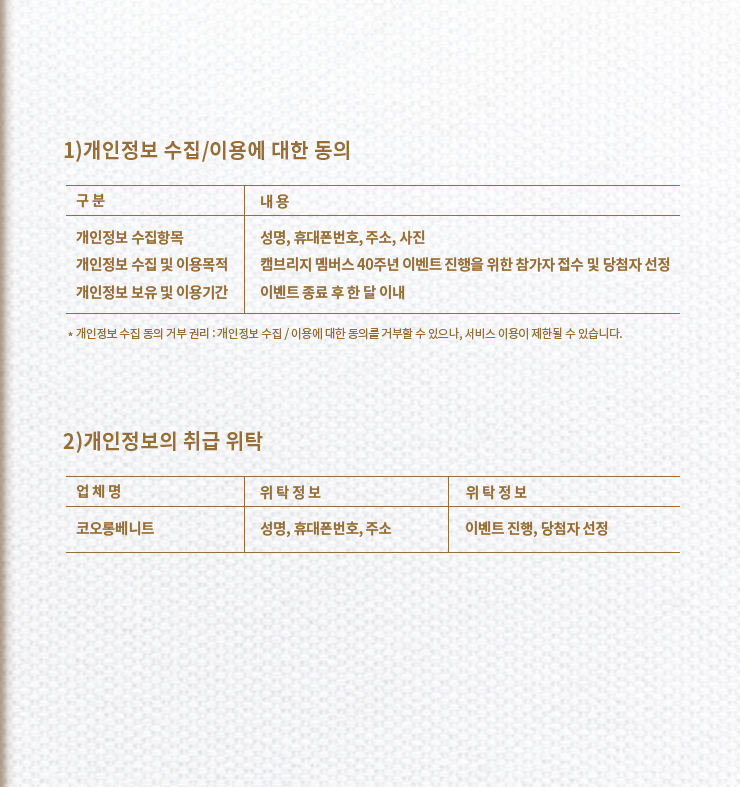 1)개인정보 수집/이용에 대한 동의
구 분 내 용
개인정보 수집항목 성명, 휴대폰번호, 주소, 사진
개인정보 수집 및 이용목적 캠브리지 멤버스 40주년 이벤트 진행을 위한 참가자 접수 및 당첨자 선정
개인정보 보유 및 이용기간 이벤트 종료 후 한 달 이내
* 개인정보 수집 동의 거부 권리 : 개인정보 수집 / 이용에 대한 동의를 거부할 수 있으나, 서비스 이용이 제한될 수 있습니다.
2)개인정보의 취급 위탁
업 체 명 위 탁 정 보 위 탁 정 보
코오롱베니트 성명, 휴대폰번호, 주소 이벤트 진행, 당첨자 선정